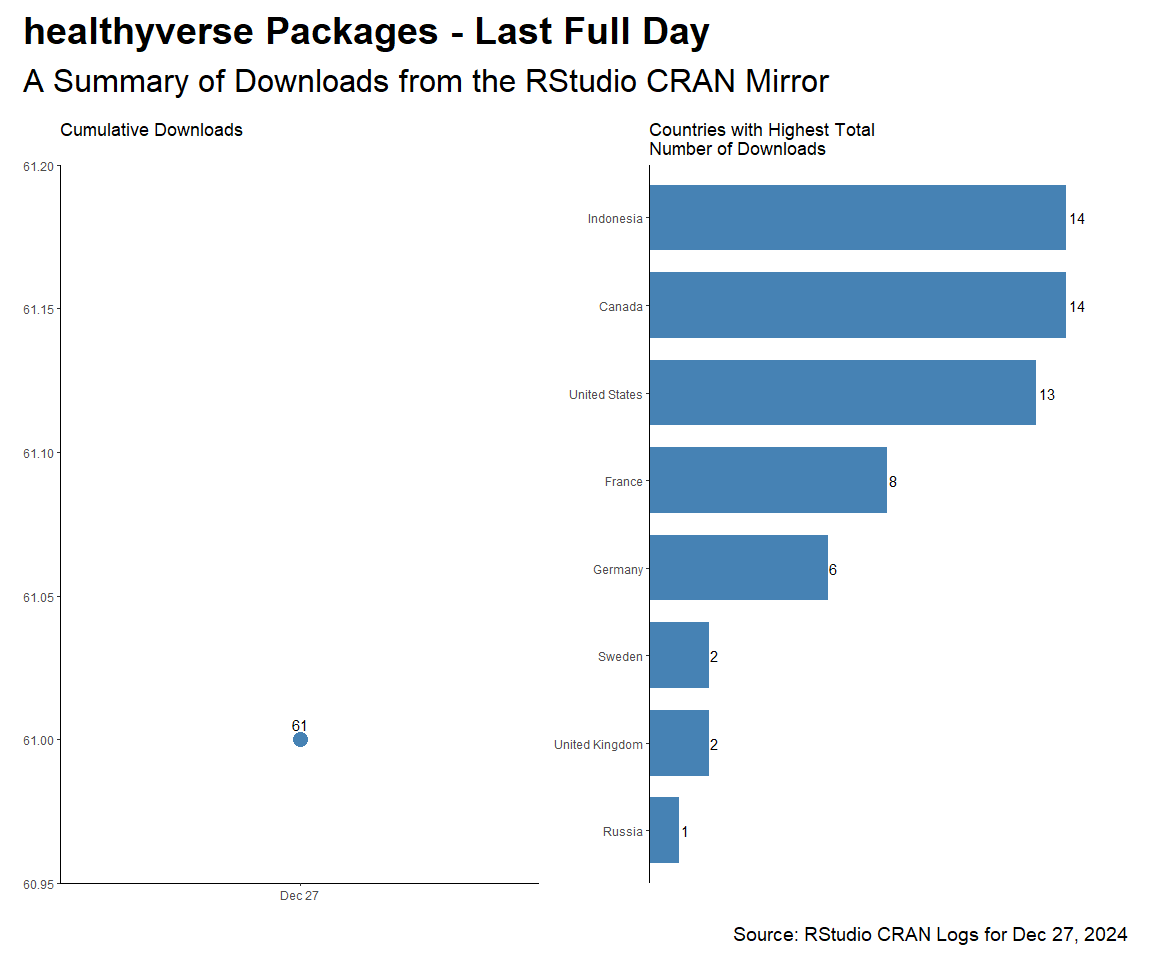 healthyverse Packages - Last Full Day
A Summary of Downloads from the RStudio CRAN Mirror
Cumulative Downloads
61.20
61.15
61.10
61.05
61.00
60.95
61
Dec 27
Countries with Highest Total
Number of Downloads
Indonesia 14
Canada 14
United States 13
France 8
Germany 6
Sweden 2
United Kingdom 2
Russia 1
Source: RStudio CRAN Logs for Dec 27, 2024